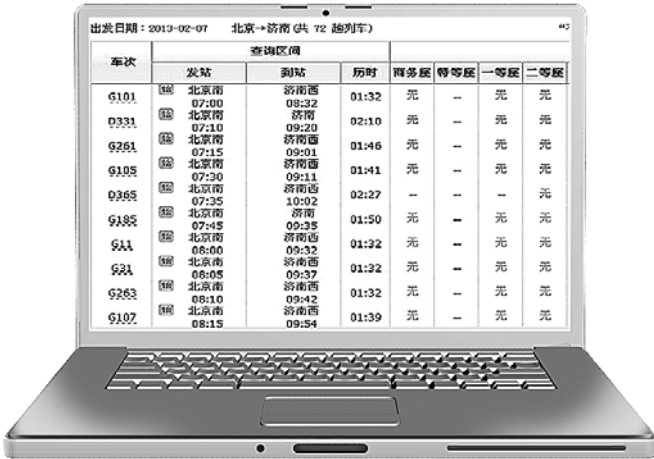 出发日期：2013-02-07 北京→济南(共 72 趟列车)
车次 查询区间
发站 到站 历时 商务座 特等座 一等座 二等座
G101 始 北京南 07:00 济南西 08:32 01:32 无 -- 无 无
D331 始 北京南 07:10 济南 09:20 02:10 无 -- 无 无
G261 始 北京南 07:15 济南西 09:01 01:46 无 -- 无 无
G105 始 北京南 07:30 济南西 09:11 01:41 无 -- 无 无
D365 始 北京南 07:35 济南西 10:02 02:27 -- -- -- 无
G185 始 北京南 07:45 济南 09:35 01:50 无 -- 无 无
G11 始 北京南 08:00 济南西 09:32 01:32 无 -- 无 无
G31 始 北京南 08:05 济南西 09:37 01:32 无 -- 无 无
G263 始 北京南 08:10 济南西 09:42 01:32 无 -- 无 无
G107 始 北京南 08:15 济南西 09:54 01:39 无 -- 无 无